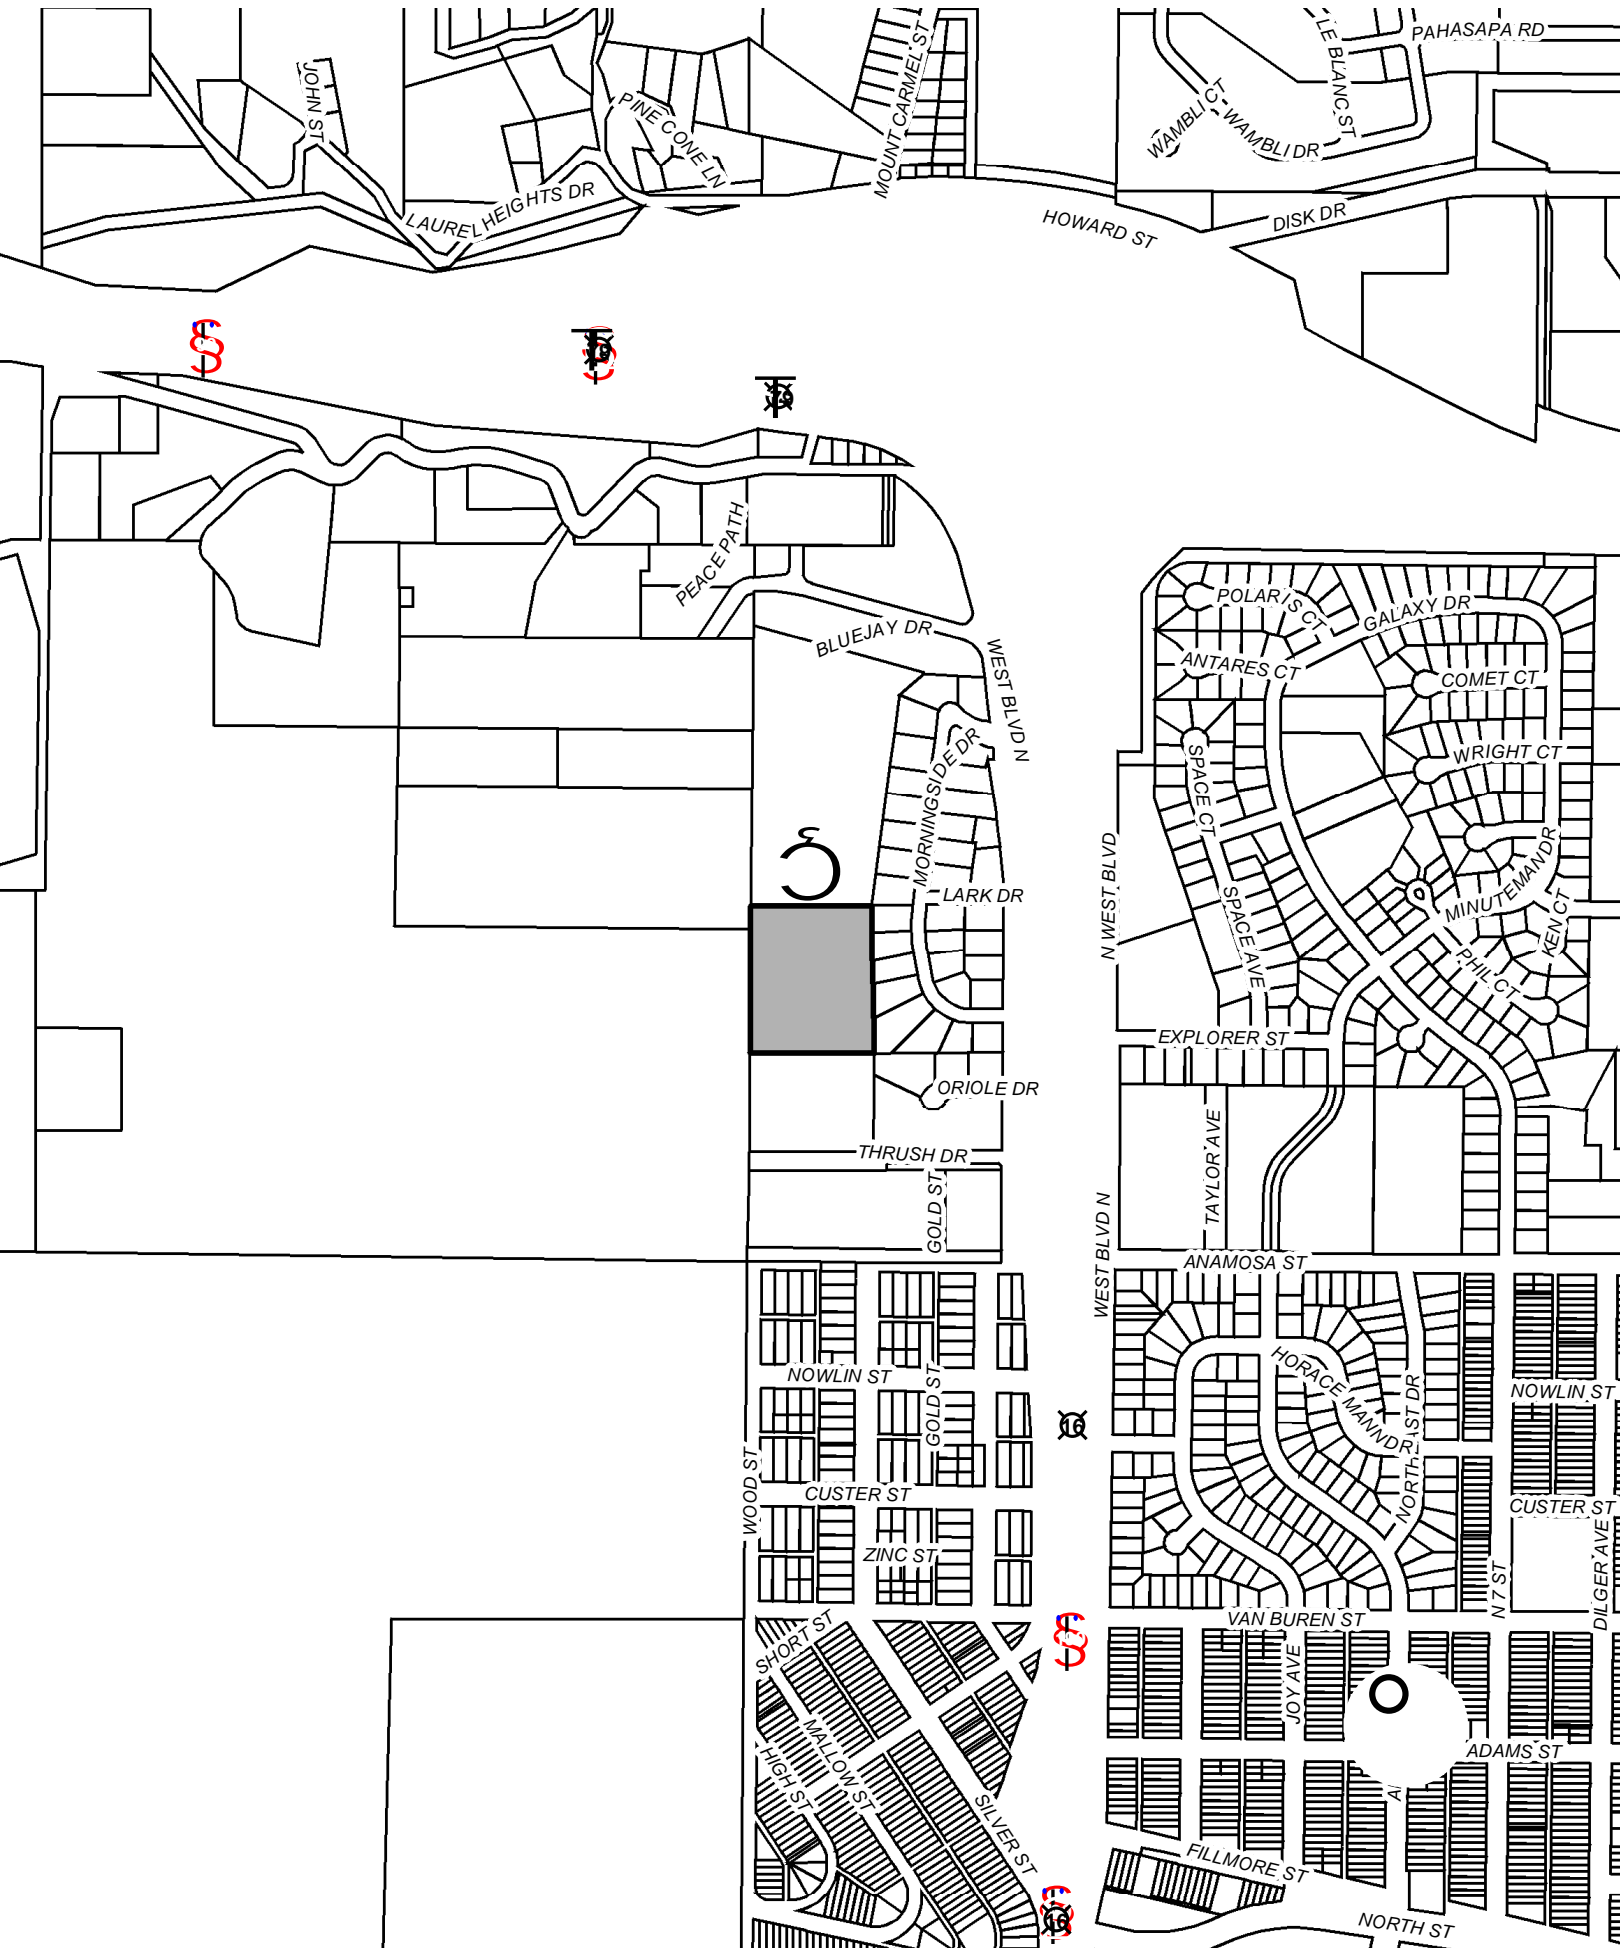 PAHASAPA RD
LE BLANC ST
JOHN ST
MOUNT CARMEL ST
PINE CONE LN
WAMBLI CT
WAMBLI DR
LAUREL HEIGHTS DR
HOWARD ST
DISK DR
79
PEACE PATH
POLARIS CT
GALAXY DR
BLUEJAY DR
WEST BLVD N
ANTARES CT
COMET CT
WRIGHT CT
MORNINGSIDE DR
SPACE CT
N WEST BLVD
MINUTEMAN DR
LARK DR
SPACE AVE
KEN CT
PHIL CT
EXPLORER ST
ORIOLE DR
TAYLOR AVE
THRUSH DR
GOLD ST
WEST BLVD N
ANAMOSA ST
HORACE MANN DR
NOWLIN ST
GOLD ST
NOWLIN ST
16
WOOD ST
CUSTER ST
CUSTER ST
ZINC ST
N 7 ST
DILGER AVE
VAN BUREN ST
SHORT ST
JOY AVE
MALLOW ST
HIGH ST
ADAMS ST
SILVER ST
FILLMORE ST
16
NORTH ST